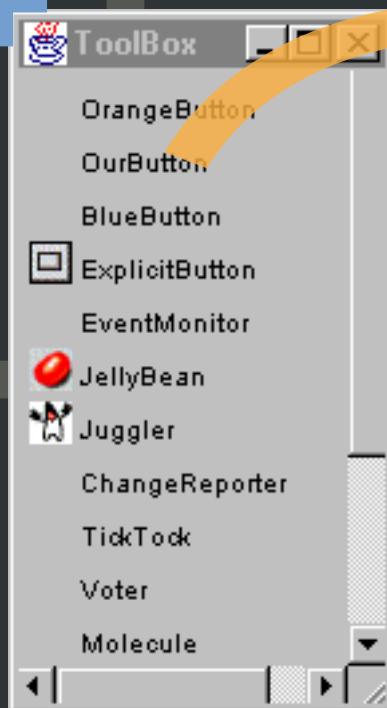 ToolBox
OrangeButton
OurButton
BlueButton
ExplicitButton
EventMonitor
JellyBean
Juggler
ChangeReporter
TickTock
Voter
Molecule